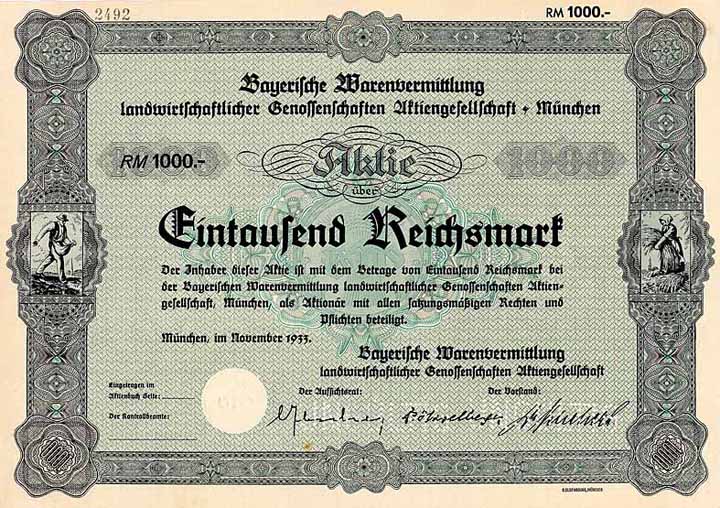 2492
RM 1000.-
Bayerische Warenvermittlung
landwirtschaftlicher Genossenschaften Aktiengesellschaft + München
RM 1000.- Aktie 1000
über
Eintausend Reichsmark
Der Inhaber dieser Aktie ist mit dem Betrage von Eintausend Reichsmark bei
der Bayerischen Warenvermittlung landwirtschaftlicher Genossenschaften Aktien-
gesellschaft, München, als Aktionär mit allen satzungsmäßigen Rechten und
Pflichten beteiligt.
München, im November 1933.
Bayerische Warenvermittlung
landwirtschaftlicher Genossenschaften Aktiengesellschaft
Eingetragen im
Aktienbuch Seite:
Der Kontrollbeamte:
Der Aufsichtsrat:
Der Vorstand: